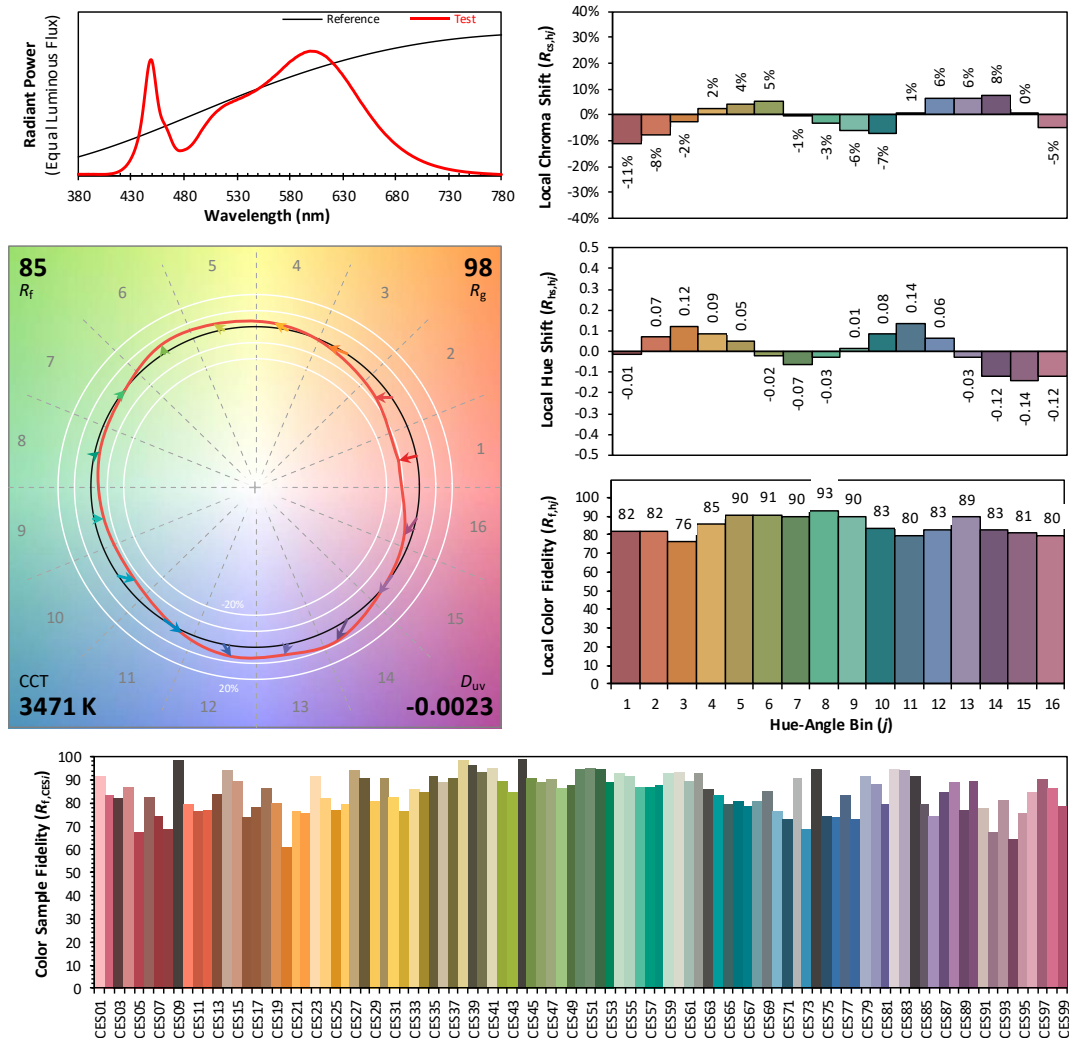 Radiant Power
(Equal Luminous Flux)
Reference
Test
380 430 480 530 580 630 680 730 780
Wavelength (nm)
Local Chroma Shift (Rcs,hj)
40%
30%
20%
10%
0%
-10%
-20%
-30%
-40%
-11% -8% -2% 2% 4% 5% -1% -3% -6% -7% 1% 6% 6% 8% 0% -5%
85
Rf
98
Rg
5 4
6 3
7 2
8 1
9 16
10 15
11 14
12 13
-20%
20%
CCT
3471 K
Duv
-0.0023
Local Hue Shift (Rhs,hj)
0.5
0.4
0.3
0.2
0.1
0.0
-0.1
-0.2
-0.3
-0.4
-0.5
-0.01 0.07 0.12 0.09 0.05 -0.02 -0.07 -0.03 0.01 0.08 0.14 0.06 -0.03 -0.12 -0.14 -0.12
Local Color Fidelity (Rf,hj)
100
90
80
70
60
50
40
30
20
10
0
82 82 76 85 90 91 90 93 90 83 80 83 89 83 81 80
1 2 3 4 5 6 7 8 9 10 11 12 13 14 15 16
Hue-Angle Bin (j)
Color Sample Fidelity (Rf,CESi)
100
90
80
70
60
50
40
30
20
10
0
CES01 CES03 CES05 CES07 CES09 CES11 CES13 CES15 CES17 CES19 CES21 CES23 CES25 CES27 CES29 CES31 CES33 CES35 CES37 CES39 CES41 CES43 CES45 CES47 CES49 CES51 CES53 CES55 CES57 CES59 CES61 CES63 CES65 CES67 CES69 CES71 CES73 CES75 CES77 CES79 CES81 CES83 CES85 CES87 CES89 CES91 CES93 CES95 CES97 CES99